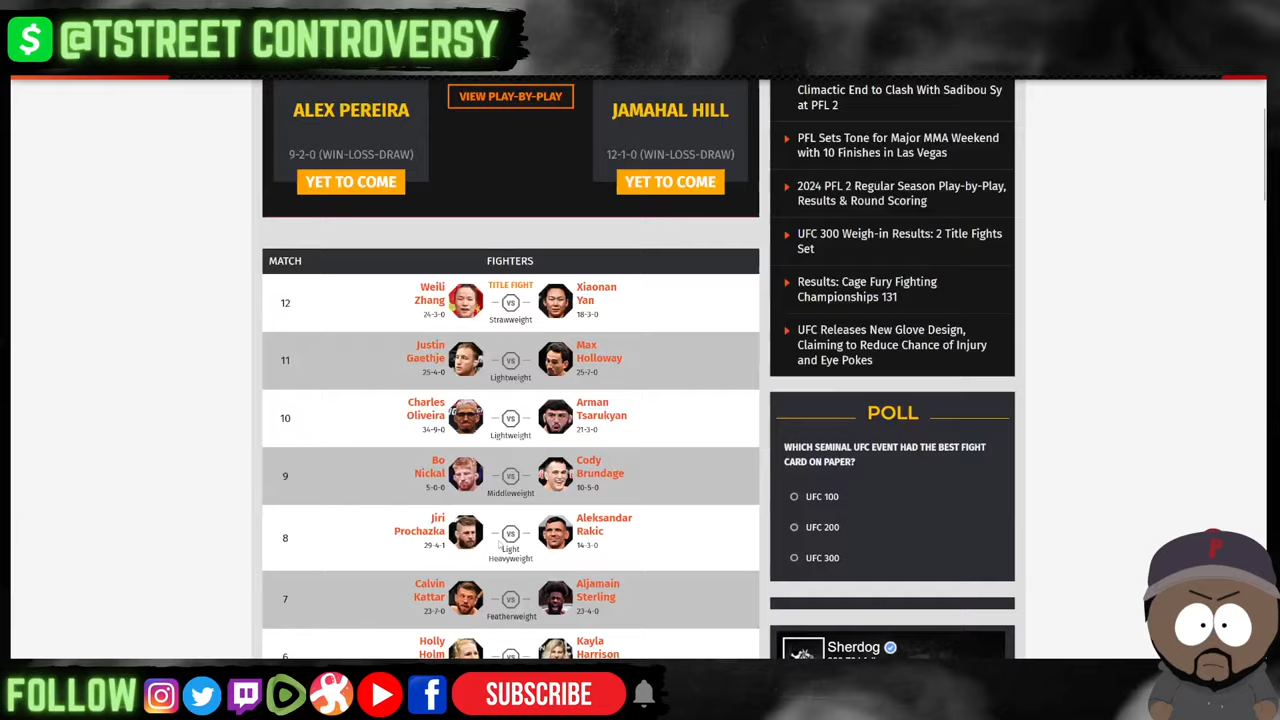 $ @TSTREET CONTROVERSY
ALEX PEREIRA
9-2-0 (WIN-LOSS-DRAW)
YET TO COME
VIEW PLAY-BY-PLAY
JAMAHAL HILL
12-1-0 (WIN-LOSS-DRAW)
YET TO COME
MATCH FIGHTERS
12
Weili
Zhang
24-3-0
TITLE FIGHT
VS
Strawweight
Xiaonan
Yan
18-3-0
11
Justin
Gaethje
25-4-0
VS
Lightweight
Max
Holloway
25-7-0
10
Charles
Oliveira
34-9-0
VS
Lightweight
Arman
Tsarukyan
21-3-0
9
Bo
Nickal
5-0-0
VS
Middleweight
Cody
Brundage
10-5-0
8
Jiri
Prochazka
29-4-1
VS
Light
Heavyweight
Aleksandar
Rakic
14-3-0
7
Calvin
Kattar
23-7-0
VS
Featherweight
Aljamain
Sterling
23-4-0
6
Holly
Holm
VS
Kayla
Harrison
Climactic End to Clash With Sadibou Sy
at PFL 2
PFL Sets Tone for Major MMA Weekend
with 10 Finishes in Las Vegas
2024 PFL 2 Regular Season Play-by-Play,
Results & Round Scoring
UFC 300 Weigh-in Results: 2 Title Fights
Set
Results: Cage Fury Fighting
Championships 131
UFC Releases New Glove Design,
Claiming to Reduce Chance of Injury
and Eye Pokes
POLL
WHICH SEMINAL UFC EVENT HAD THE BEST FIGHT
CARD ON PAPER?
UFC 100
UFC 200
UFC 300
Sherdog
P
FOLLOW
SUBSCRIBE